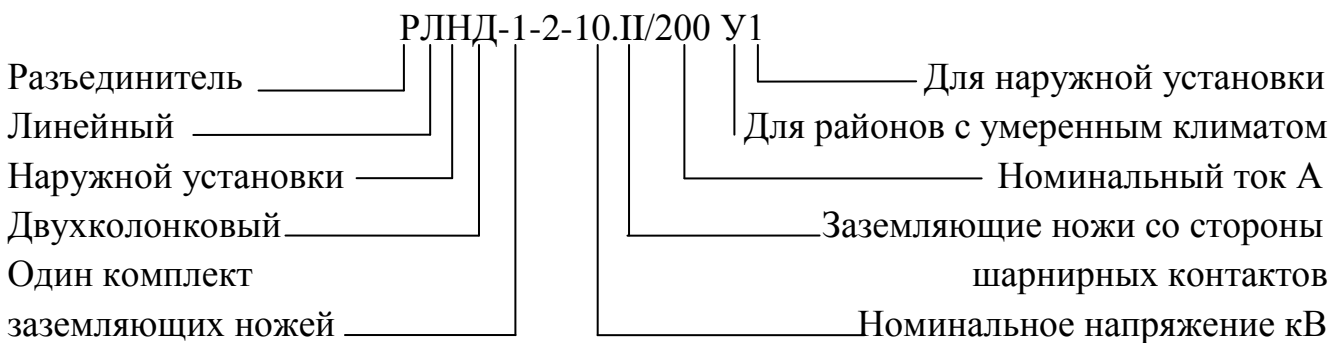 РЛНД-1-2-10.II/200 У1
Разъединитель
Для наружной установки
Линейный
Для районов с умеренным климатом
Наружной установки
Номинальный ток А
Двухколонковый
Заземляющие ножи со стороны
Один комплект
шарнирных контактов
заземляющих ножей
Номинальное напряжение кВ